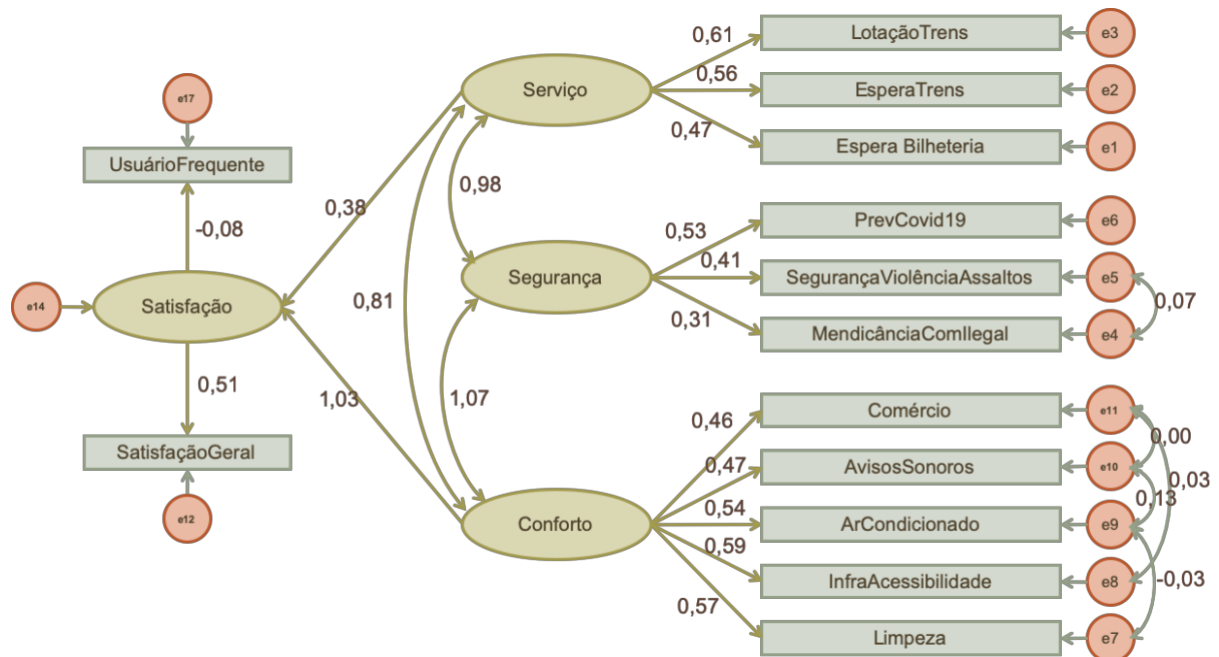 0,61
LotaçãoTrens
e3
Serviço
0,56
EsperaTrens
e2
e17
0,47
Espera Bilheteria
e1
UsuárioFrequente
0,98
0,38
-0,08
0,53
PrevCovid19
e6
Segurança
0,41
SegurançaViolênciaAssaltos
e5
e14
Satisfação
0,81
0,31
MendicânciaComIlegal
e4
0,07
0,51
1,03
1,07
0,46
Comércio
e11
0,00
SatisfaçãoGeral
0,47
AvisosSonoros
e10
0,03
0,13
e12
Conforto
0,54
ArCondicionado
e9
0,59
InfraAcessibilidade
e8
-0,03
0,57
Limpeza
e7